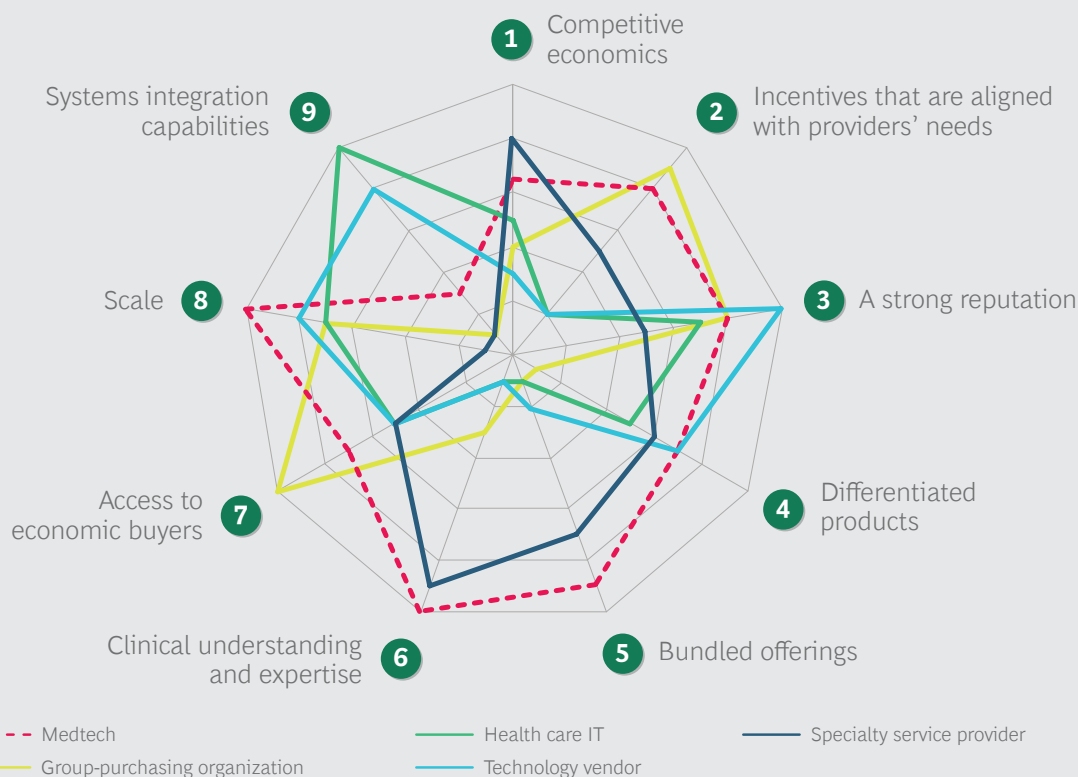 1
Competitive
economics
2
Incentives that are aligned
with providers’ needs
3
A strong reputation
4
Differentiated
products
5
Bundled offerings
6
Clinical understanding
and expertise
7
Access to
economic buyers
8
Scale
9
Systems integration
capabilities
Medtech
Health care IT
Specialty service provider
Group-purchasing organization
Technology vendor